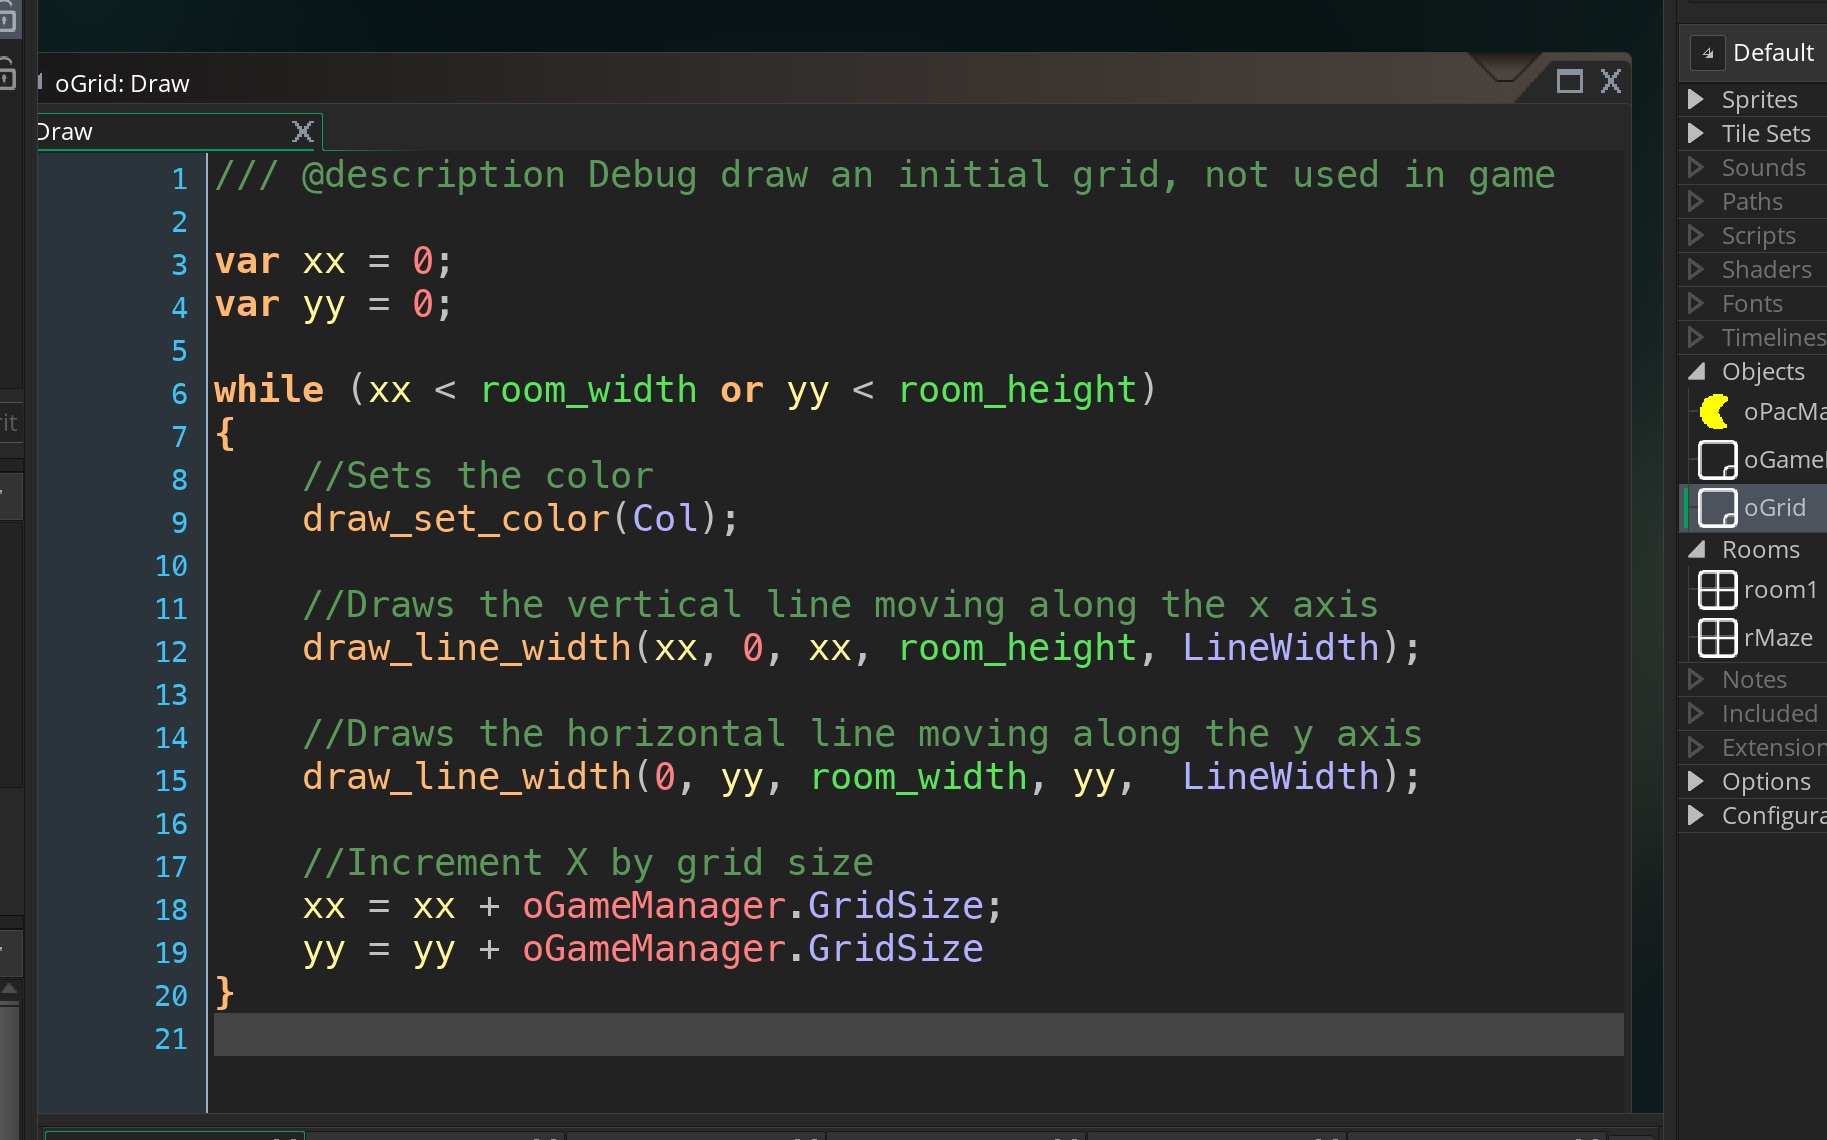 oGrid: Draw
Draw
1 /// @description Debug draw an initial grid, not used in game
2
3 var xx = 0;
4 var yy = 0;
5
6 while (xx < room_width or yy < room_height)
7 {
8 //Sets the color
9 draw_set_color(Col);
10
11 //Draws the vertical line moving along the x axis
12 draw_line_width(xx, 0, xx, room_height, LineWidth);
13
14 //Draws the horizontal line moving along the y axis
15 draw_line_width(0, yy, room_width, yy,  LineWidth);
16
17 //Increment X by grid size
18 xx = xx + oGameManager.GridSize;
19 yy = yy + oGameManager.GridSize
20 }
21
Default
Sprites
Tile Sets
Sounds
Paths
Scripts
Shaders
Fonts
Timelines
Objects
oPacMa
oGame
oGrid
Rooms
room1
rMaze
Notes
Included
Extension
Options
Configura